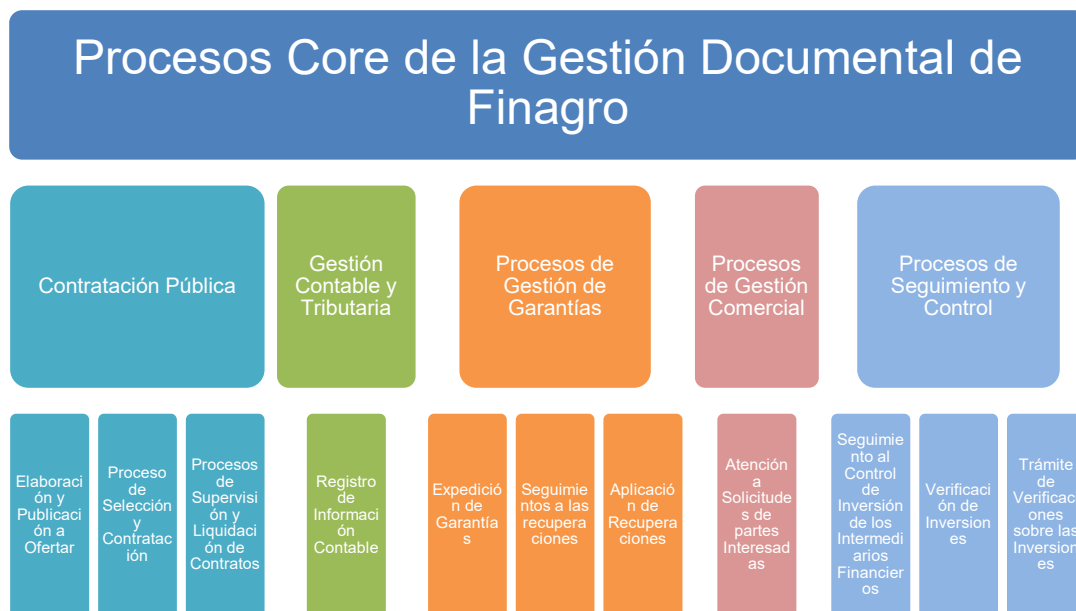 Procesos Core de la Gestión Documental de
Finagro
Contratación Pública
Gestión
Contable y
Tributaria
Procesos de
Gestión de
Garantías
Procesos
de Gestión
Comercial
Procesos de
Seguimiento y
Control
Elaboraci
ón y
Publicació
n a
Ofertar
Proceso
de
Selección
y
Contratac
ión
Procesos
de
Supervisi
ón y
Liquidaci
ón de
Contratos
Registro
de
Informaci
ón
Contable
Expedició
n de
Garantía
s
Seguimie
ntos a las
recupera
ciones
Aplicació
n de
Recupera
ciones
Atención
a
Solicitude
s de
partes
Interesad
as
Seguimie
nto al
Control
de
Inversión
de los
Intermedi
arios
Financier
os
Verificaci
ón de
Inversion
es
Trámite
de
Verificaci
ones
sobre las
Inversion
es